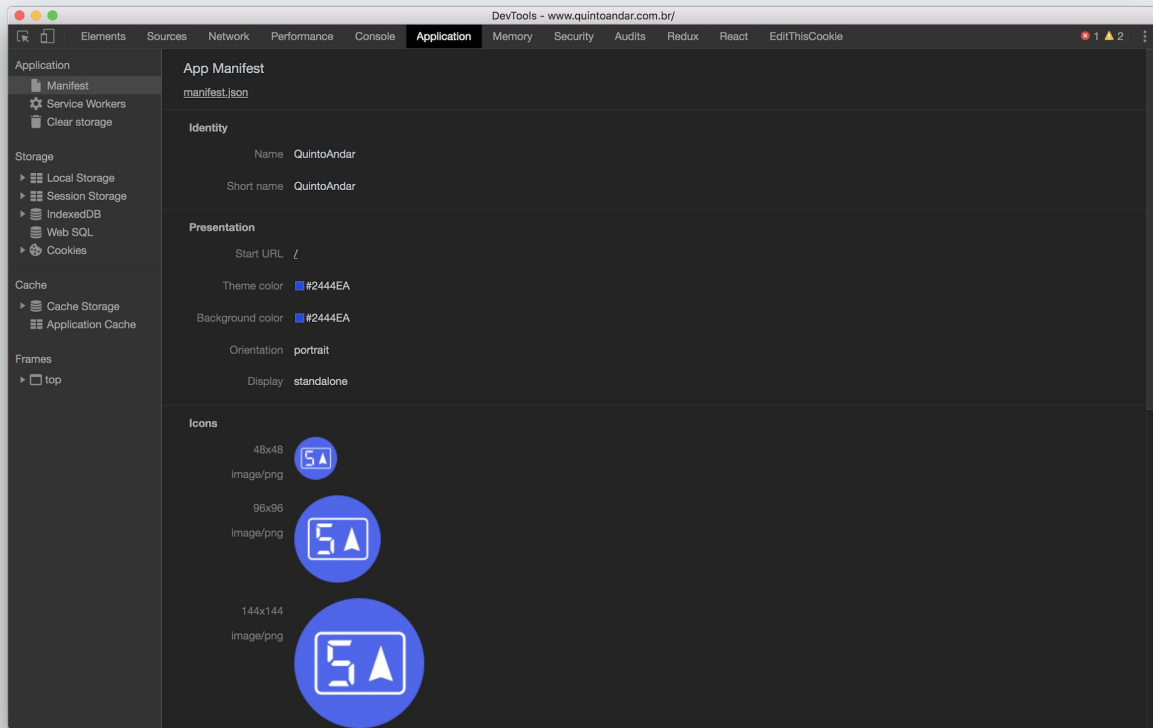 DevTools - www.quintoandar.com.br/
Elements Sources Network Performance Console Application Memory Security Audits Redux React EditThisCookie 1 2
Application
Manifest
Service Workers
Clear storage
Storage
Local Storage
Session Storage
IndexedDB
Web SQL
Cookies
Cache
Cache Storage
Application Cache
Frames
top
App Manifest
manifest.json
Identity
Name QuintoAndar
Short name QuintoAndar
Presentation
Start URL /
Theme color #2444EA
Background color #2444EA
Orientation portrait
Display standalone
Icons
48x48
image/png
5
96x96
image/png
5
144x144
image/png
5